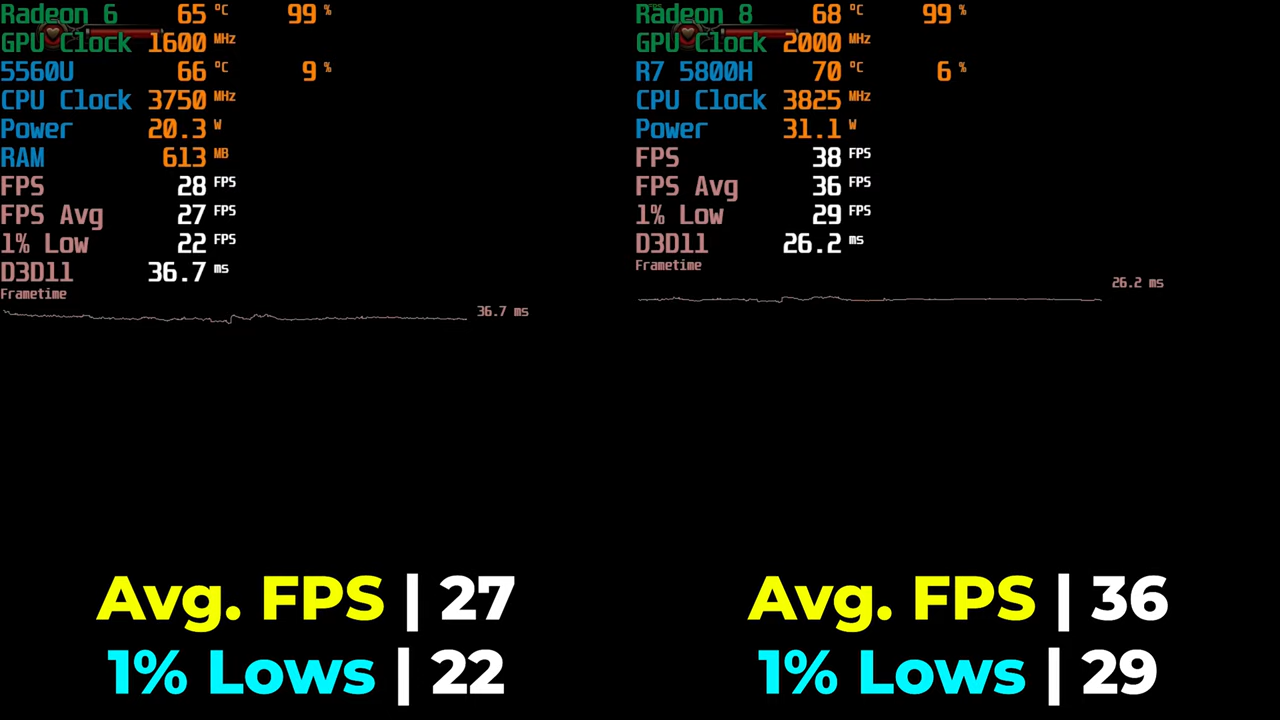 Radeon 6 65 °C 99 %
GPU Clock 1600 MHz
5560U 66 °C 9 %
CPU Clock 3750 MHz
Power 20.3 W
RAM 613 MB
FPS 28 FPS
FPS Avg 27 FPS
1% Low 22 FPS
D3D11 36.7 ms
Frametime
36.7 ms
Avg. FPS | 27
1% Lows | 22
Radeon 8 68 °C 99 %
GPU Clock 2000 MHz
R7 5800H 70 °C 6 %
CPU Clock 3825 MHz
Power 31.1 W
FPS 38 FPS
FPS Avg 36 FPS
1% Low 29 FPS
D3D11 26.2 ms
Frametime
26.2 ms
Avg. FPS | 36
1% Lows | 29